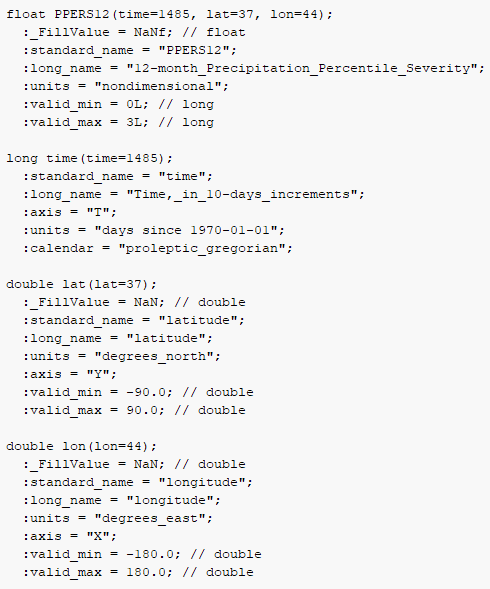 float PPERS12(time=1485, lat=37, lon=44);
:_FillValue = NaNf; // float
:standard_name = "PPERS12";
:long_name = "12-month_Precipitation_Percentile_Severity";
:units = "nondimensional";
:valid_min = 0L; // long
:valid_max = 3L; // long
long time(time=1485);
:standard_name = "time";
:long_name = "Time,_in_10-days_increments";
:axis = "T";
:units = "days since 1970-01-01";
:calendar = "proleptic_gregorian";
double lat(lat=37);
:_FillValue = NaN; // double
:standard_name = "latitude";
:long_name = "latitude";
:units = "degrees_north";
:axis = "Y";
:valid_min = -90.0; // double
:valid_max = 90.0; // double
double lon(lon=44);
:_FillValue = NaN; // double
:standard_name = "longitude";
:long_name = "longitude";
:units = "degrees_east";
:axis = "X";
:valid_min = -180.0; // double
:valid_max = 180.0; // double